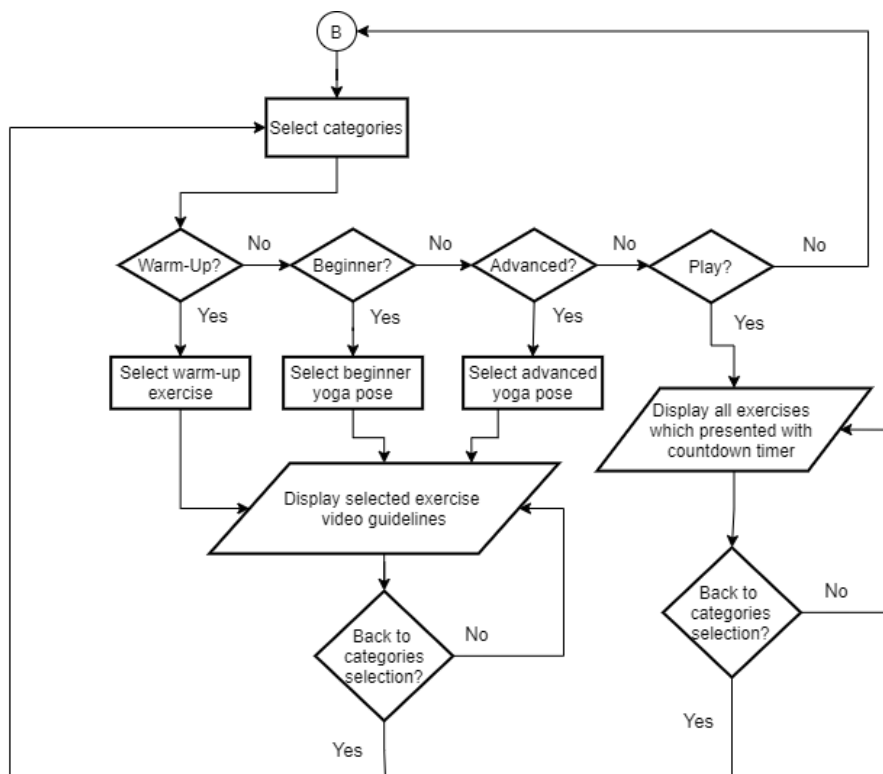 B
Select categories
No
No
No
No
Warm-Up?
Beginner?
Advanced?
Play?
Yes
Yes
Yes
Yes
Select warm-up
exercise
Select beginner
yoga pose
Select advanced
yoga pose
Display all exercises
which presented with
countdown timer
Display selected exercise
video guidelines
Back to
categories
selection?
No
Back to
categories
selection?
No
Yes
Yes